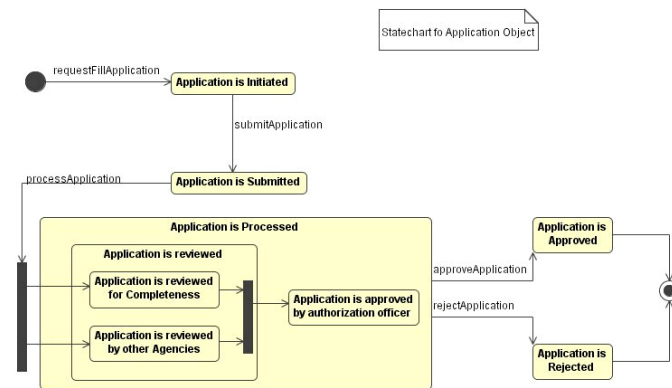 Statechart fo Application Object
requestFillApplication
Application is Initiated
submitApplication
processApplication
Application is Submitted
Application is Processed
Application is reviewed
Application is reviewed
for Completeness
Application is reviewed
by other Agencies
Application is approved
by authorization officer
approveApplication
rejectApplication
Application is
Approved
Application is
Rejected